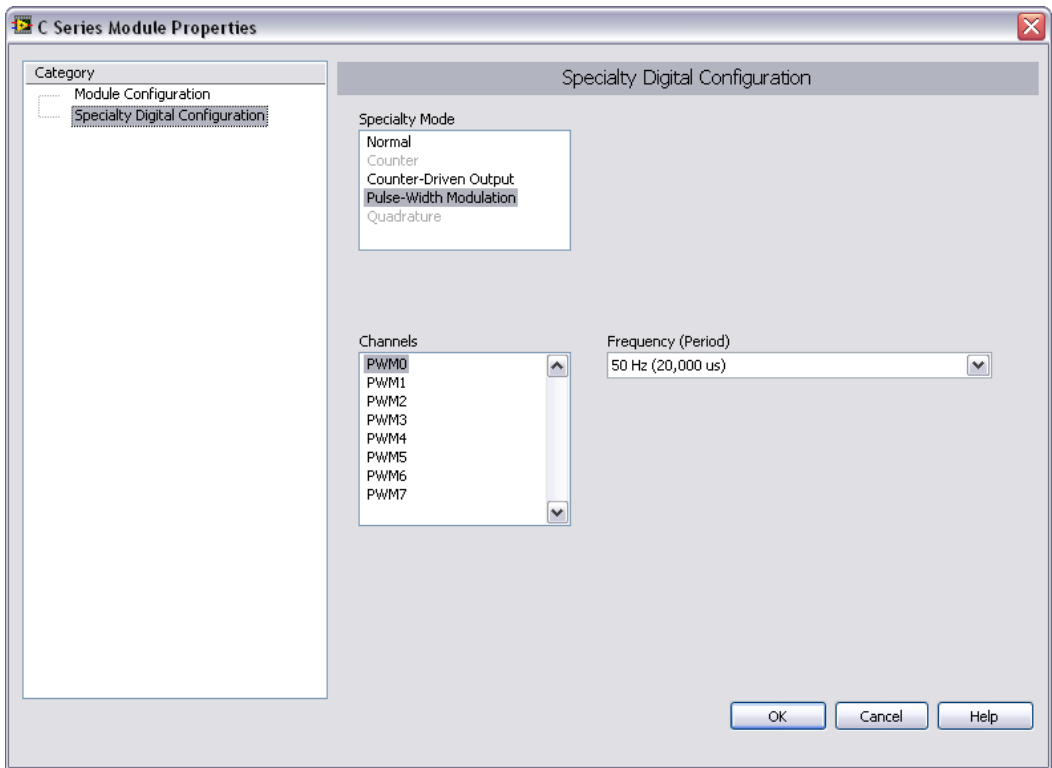 C Series Module Properties
Category
Module Configuration
Specialty Digital Configuration
Specialty Digital Configuration
Specialty Mode
Normal
Counter
Counter-Driven Output
Pulse-Width Modulation
Quadrature
Channels
PWM0
PWM1
PWM2
PWM3
PWM4
PWM5
PWM6
PWM7
Frequency (Period)
50 Hz (20,000 us)
OK
Cancel
Help